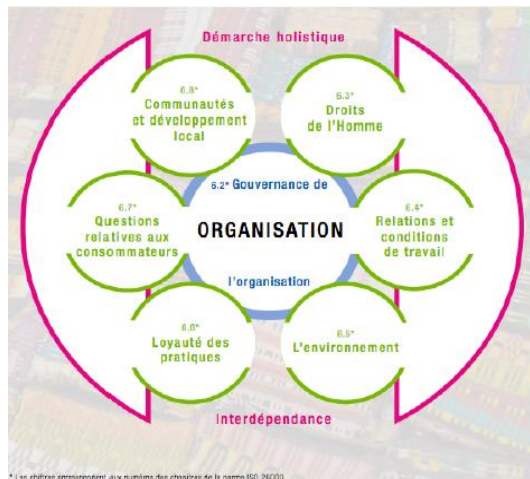 Démarche holistique
6.8*
Communautés
et développement
local
6.3*
Droits
de l'Homme
6.2* Gouvernance de
ORGANISATION
l'organisation
6.7*
Questions
relatives aux
consommateurs
6.4*
Relations et
conditions
de travail
6.6*
Loyauté des
pratiques
6.5*
L'environnement
Interdépendance
* Les chiffres correspondent aux numéros des chapitres de la norme ISO 26000